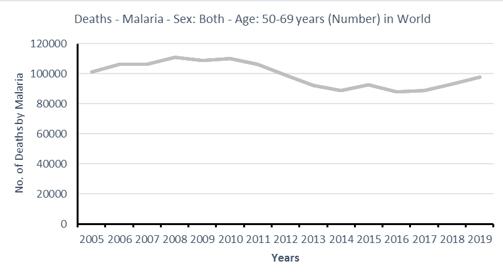 Deaths - Malaria - Sex: Both - Age: 50-69 years (Number) in World
No. of Deaths by Malaria
120000
100000
80000
60000
40000
20000
0
2005 2006 2007 2008 2009 2010 2011 2012 2013 2014 2015 2016 2017 2018 2019
Years